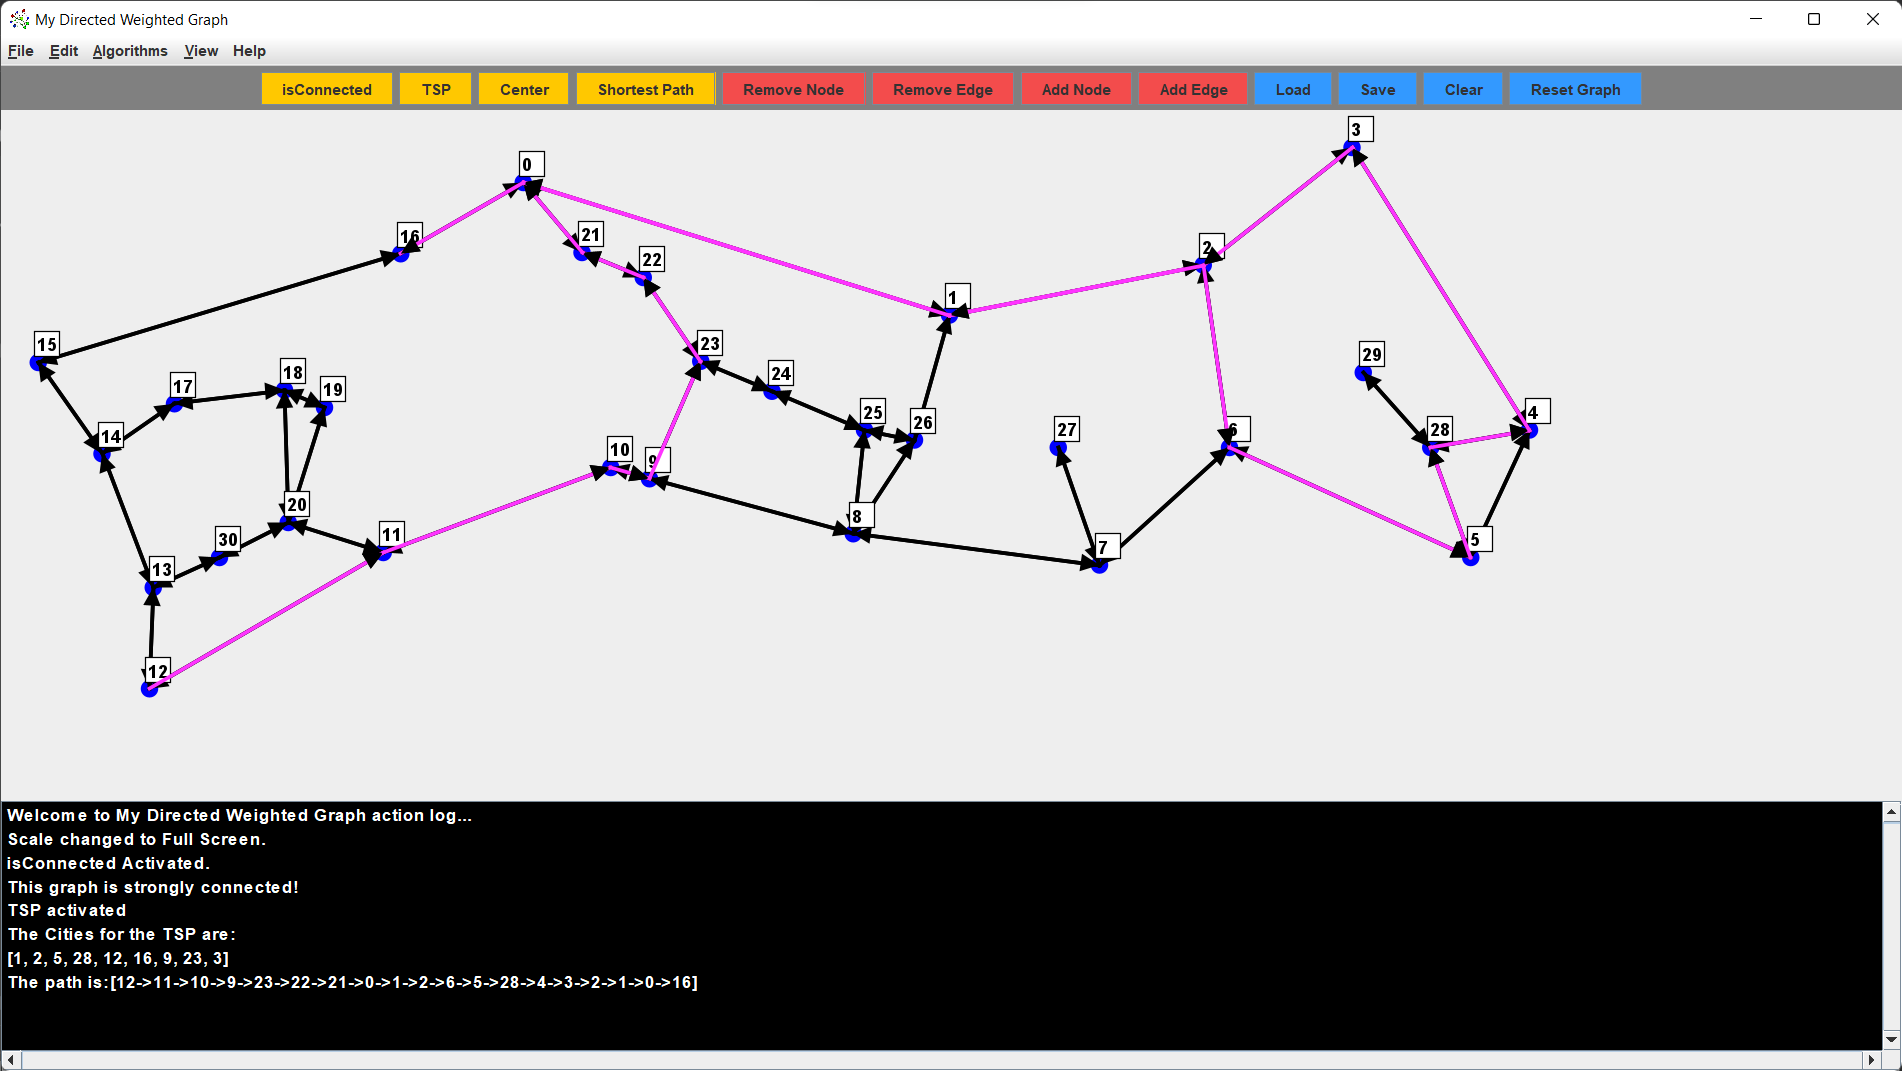 My Directed Weighted Graph
File Edit Algorithms View Help
isConnected TSP Center Shortest Path Remove Node Remove Edge Add Node Add Edge Load Save Clear Reset Graph
3
0
16
21
2
22
1
15
23
29
18
24
17
19
4
25
26
27
6
28
14
10
9
20
8
11
30
5
7
13
12
Welcome to My Directed Weighted Graph action log...
Scale changed to Full Screen.
isConnected Activated.
This graph is strongly connected!
TSP activated
The Cities for the TSP are:
[1, 2, 5, 28, 12, 16, 9, 23, 3]
The path is:[12->11->10->9->23->22->21->0->1->2->6->5->28->4->3->2->1->0->16]